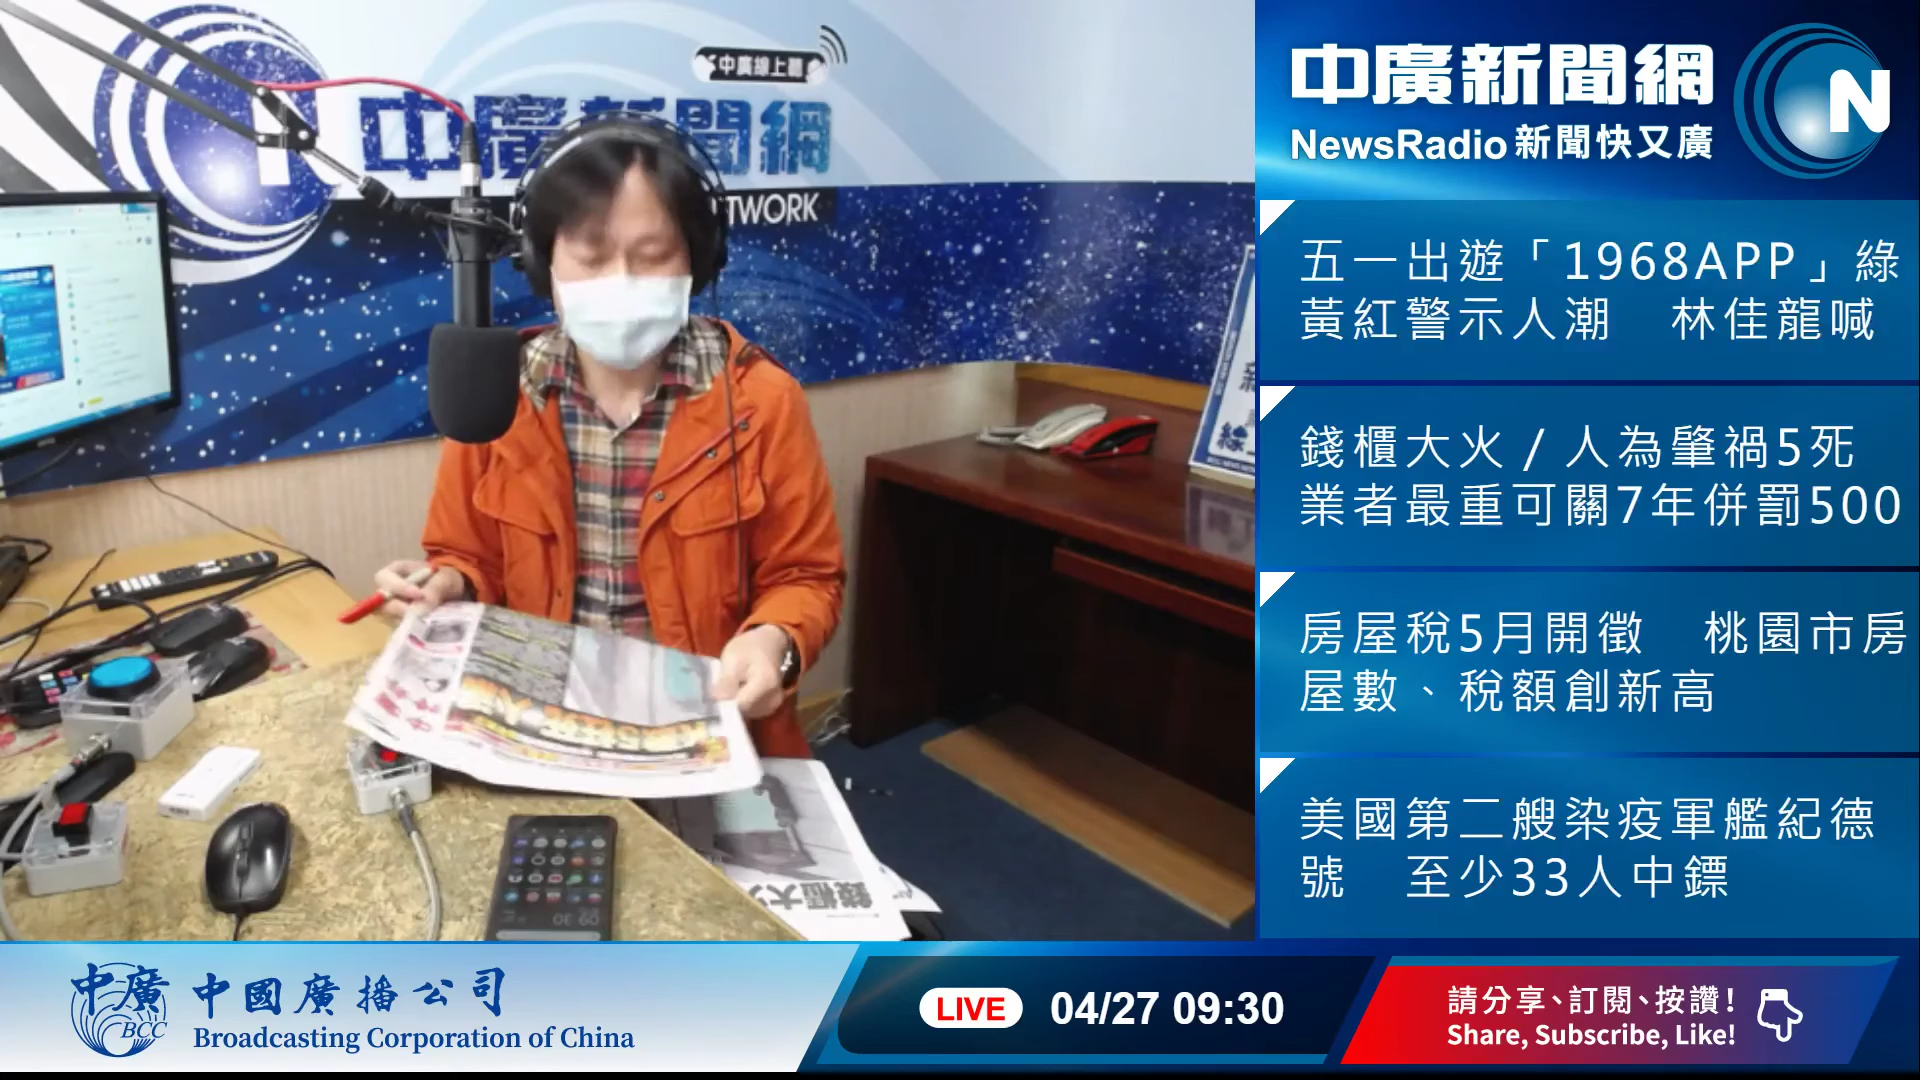 中廣線上聽
中廣新聞網
TWORK
中廣新聞網
NewsRadio 新聞快又廣
N
五一出遊「1968APP」綠
黃紅警示人潮　林佳龍喊
錢櫃大火／人為肇禍5死
業者最重可關7年併罰500
房屋稅5月開徵　桃園市房
屋數、稅額創新高
美國第二艘染疫軍艦紀德
號　至少33人中鏢
錢櫃大
09 30
中廣
BCC
中國廣播公司
Broadcasting Corporation of China
LIVE 04/27 09:30
請分享、訂閱、按讚!
Share, Subscribe, Like!